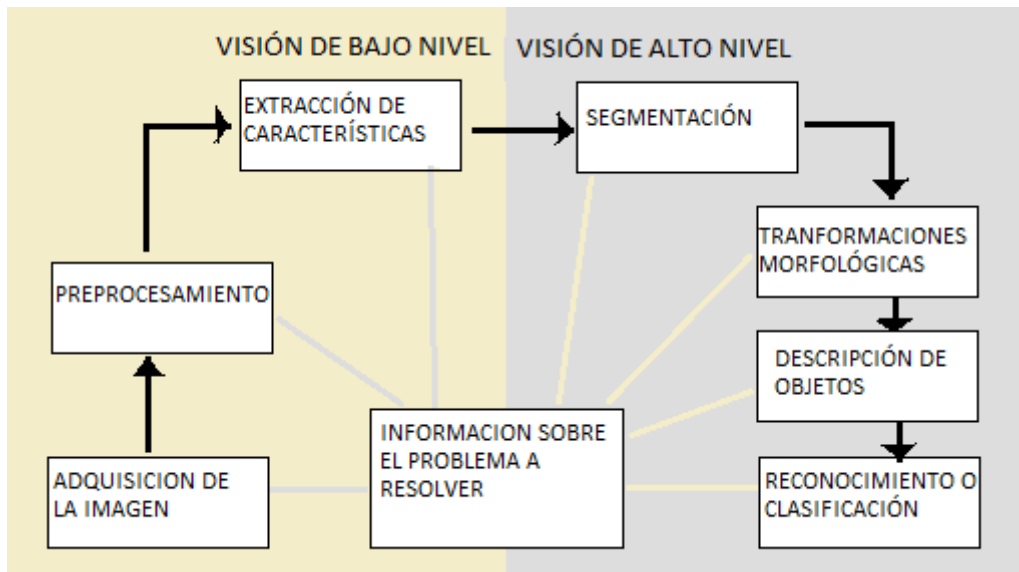 VISIÓN DE BAJO NIVEL
VISIÓN DE ALTO NIVEL
EXTRACCIÓN DE
CARACTERÍSTICAS
SEGMENTACIÓN
TRANFORMACIONES
MORFOLÓGICAS
PREPROCESAMIENTO
DESCRIPCIÓN DE
OBJETOS
INFORMACION SOBRE
EL PROBLEMA A
RESOLVER
ADQUISICION DE
LA IMAGEN
RECONOCIMIENTO O
CLASIFICACIÓN